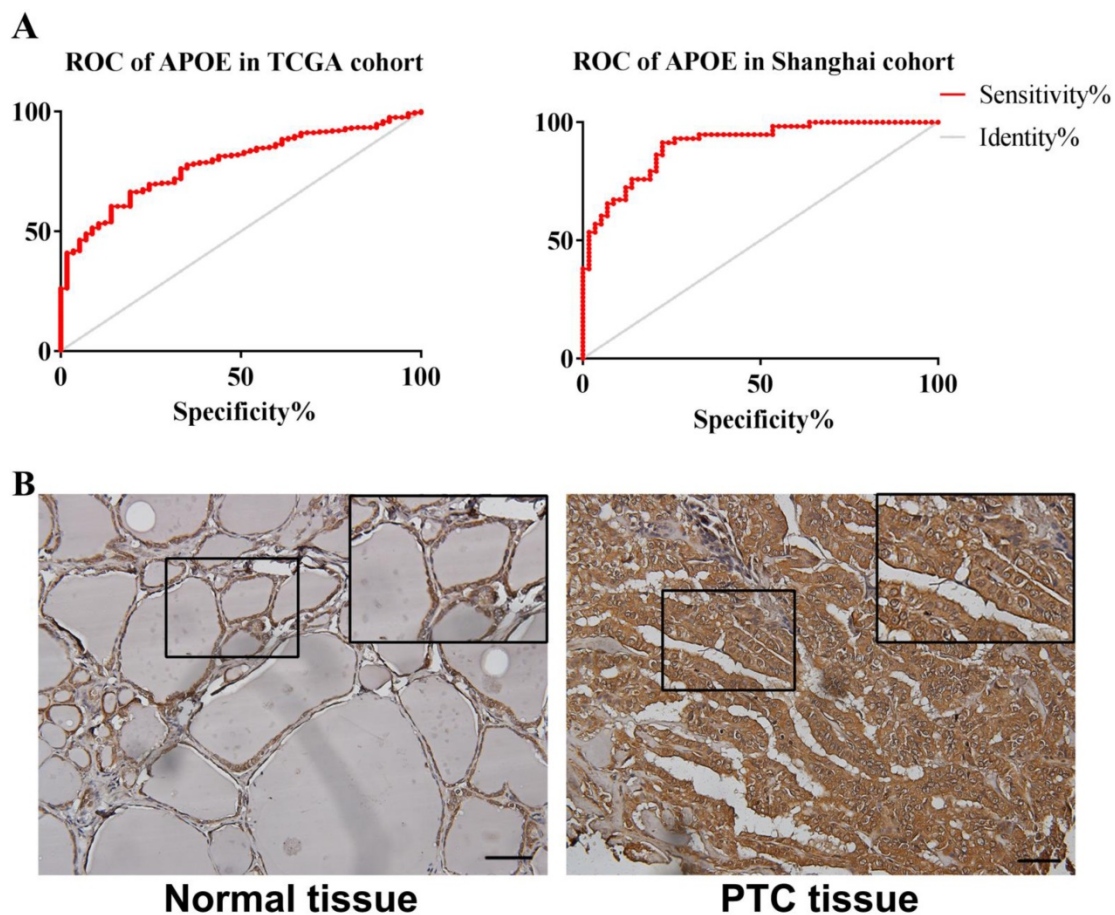 A
ROC of APOE in TCGA cohort
100
50
0
0
50
100
Specificity%
ROC of APOE in Shanghai cohort
100
50
0
0
50
100
Specificity%
Sensitivity%
Identity%
B
Normal tissue
PTC tissue